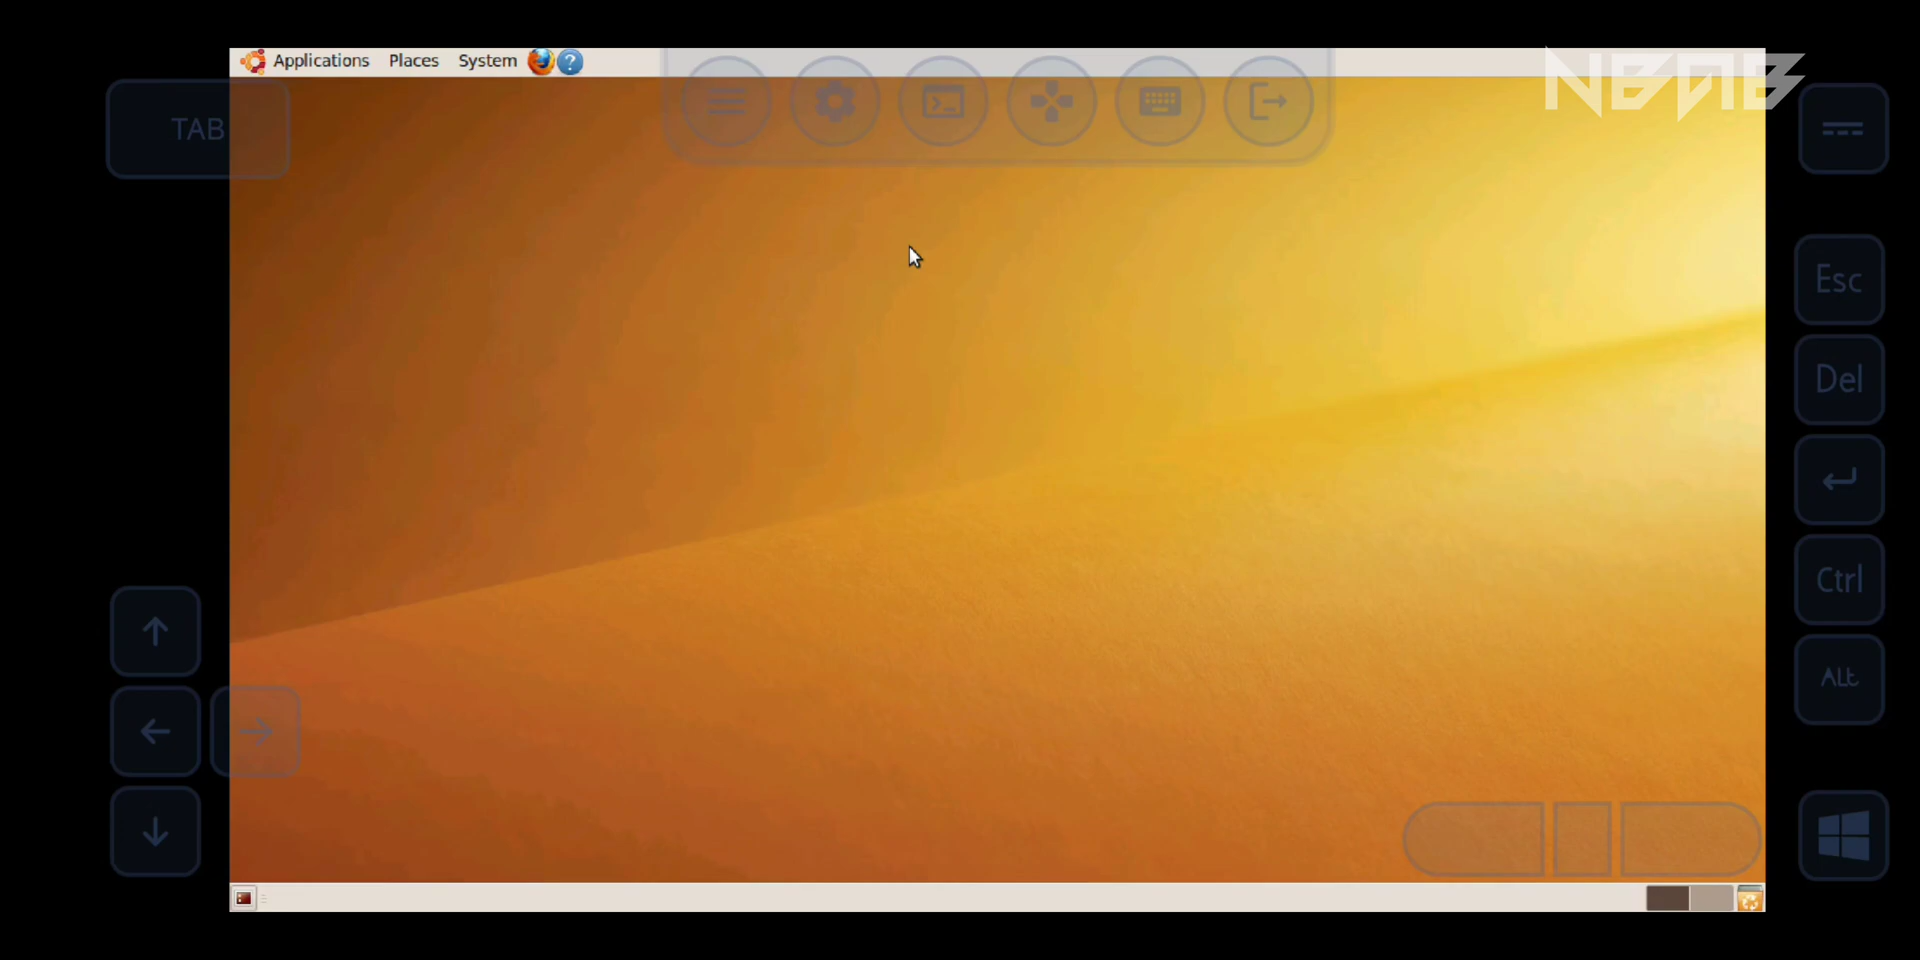 Applications Places System
TAB
Esc
Del
Ctrl
ALt